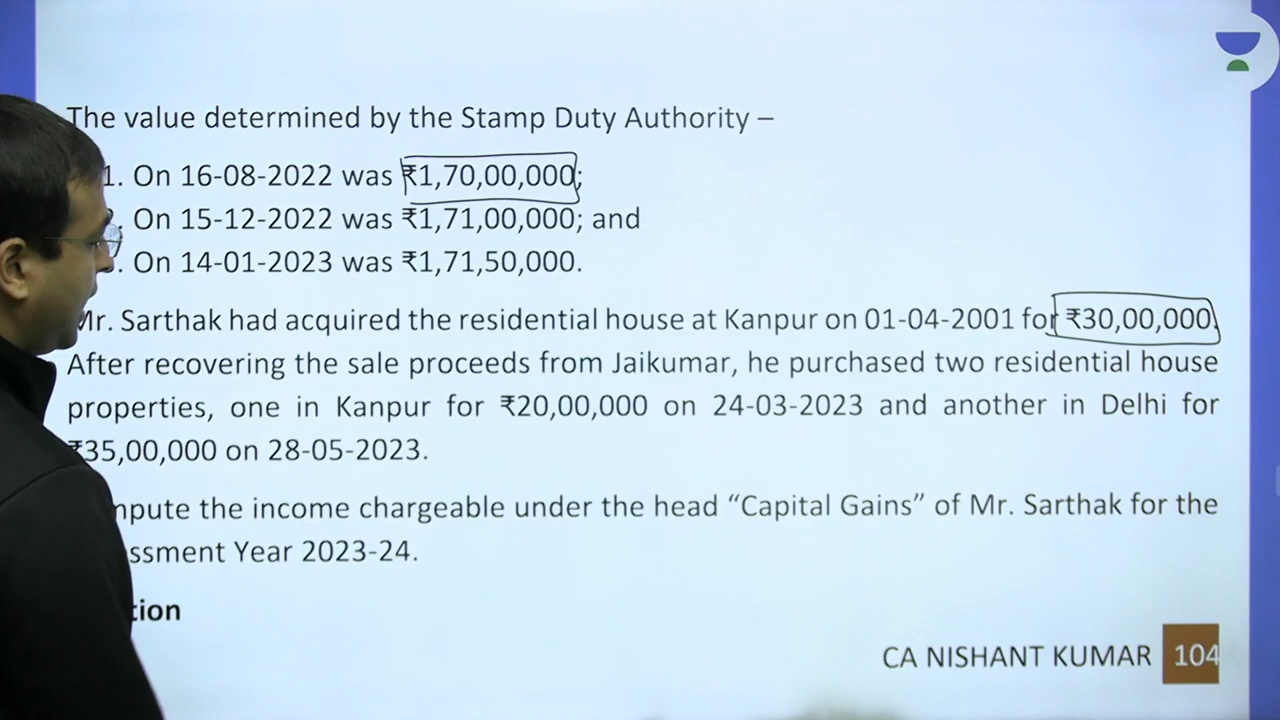 The value determined by the Stamp Duty Authority –
1. On 16-08-2022 was ₹1,70,00,000;
. On 15-12-2022 was ₹1,71,00,000; and
. On 14-01-2023 was ₹1,71,50,000.
Mr. Sarthak had acquired the residential house at Kanpur on 01-04-2001 for ₹30,00,000.
After recovering the sale proceeds from Jaikumar, he purchased two residential house
properties, one in Kanpur for ₹20,00,000 on 24-03-2023 and another in Delhi for
₹35,00,000 on 28-05-2023.
mpute the income chargeable under the head “Capital Gains” of Mr. Sarthak for the
ssment Year 2023-24.
tion
CA NISHANT KUMAR 104